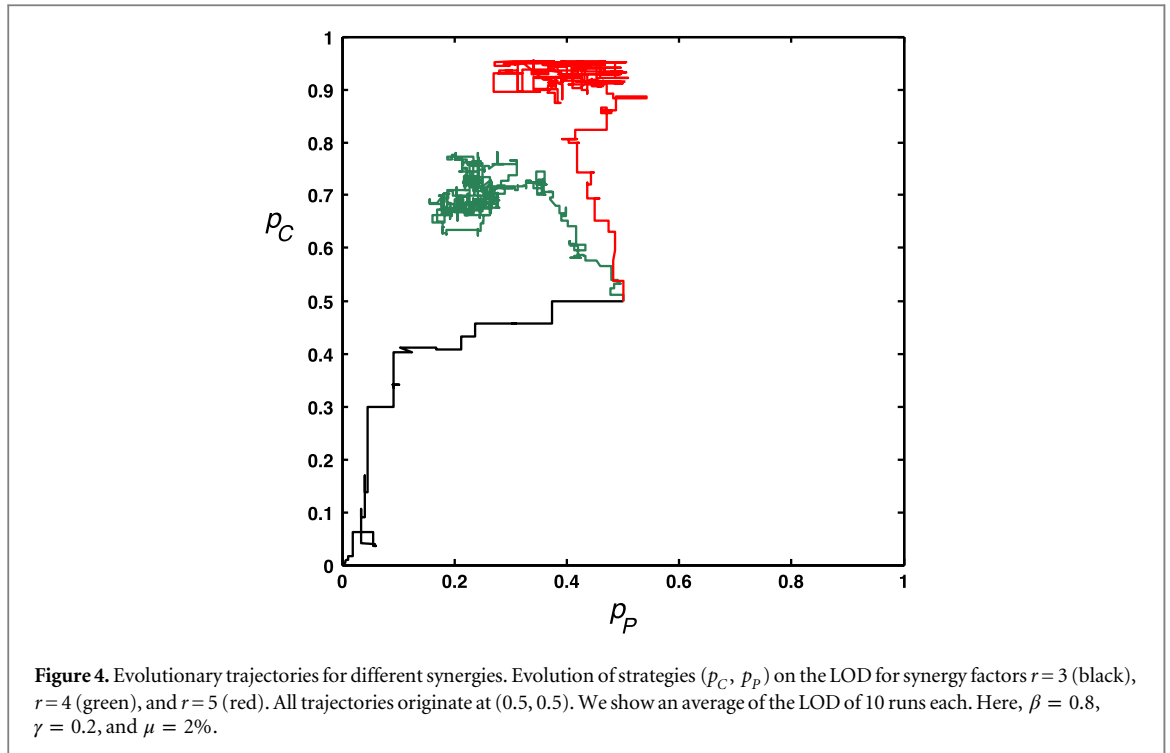 1
0.9
0.8
0.7
0.6
0.5
0.4
0.3
0.2
0.1
0
p_C
0 0.2 0.4 0.6 0.8 1
p_P
Figure 4. Evolutionary trajectories for different synergies. Evolution of strategies (p_C, p_P) on the LOD for synergy factors r = 3 (black),
r = 4 (green), and r = 5 (red). All trajectories originate at (0.5, 0.5). We show an average of the LOD of 10 runs each. Here, β = 0.8,
γ = 0.2, and μ = 2%.